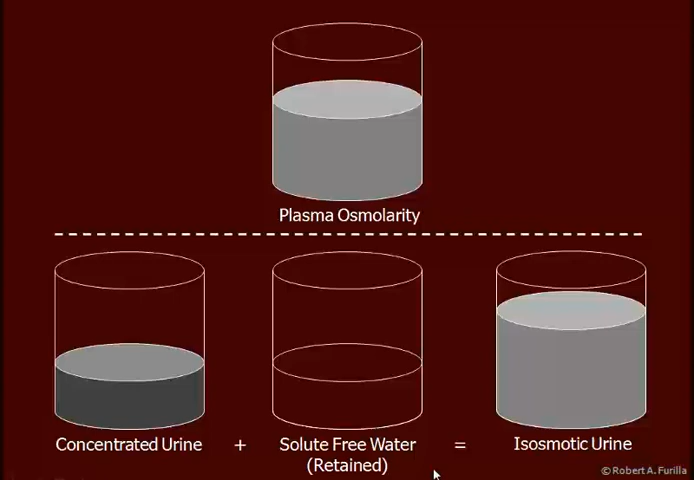 Plasma Osmolarity
Concentrated Urine + Solute Free Water = Isosmotic Urine
(Retained)
© Robert A. Furilla